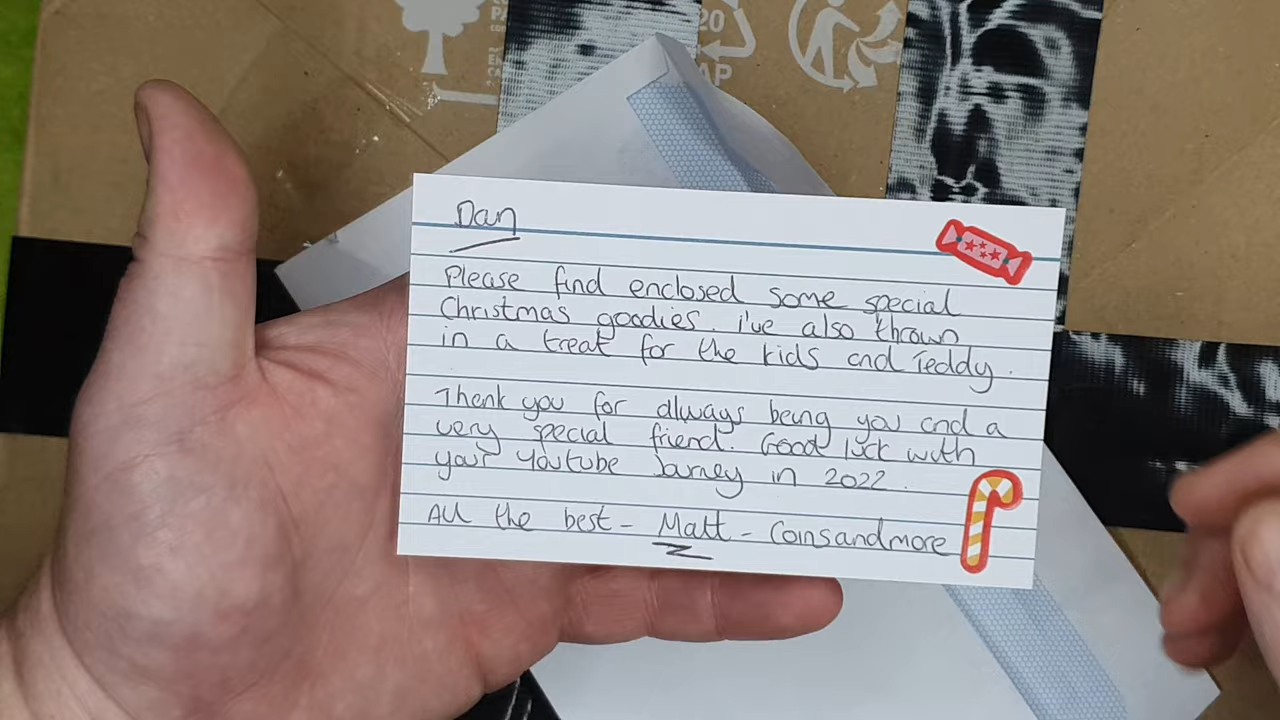 20
PAP
Dan
Please find enclosed some special
Christmas goodies. i've also thrown
in a treat for the kids and Teddy.
Thank you for always being you and a
very special friend. Good luck with
your Youtube Jarney in 2022.
All the best - Matt - Coinsandmore